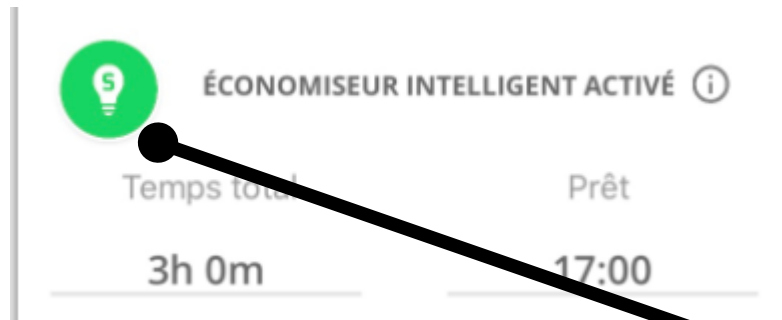 S
ÉCONOMISEUR INTELLIGENT ACTIVÉ i
Temps total Prêt
3h 0m 17:00